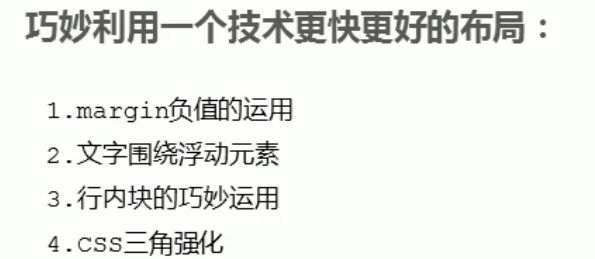 巧妙利用一个技术更快更好的布局：
1.margin负值的运用
2.文字围绕浮动元素
3.行内块的巧妙运用
4.CSS三角强化